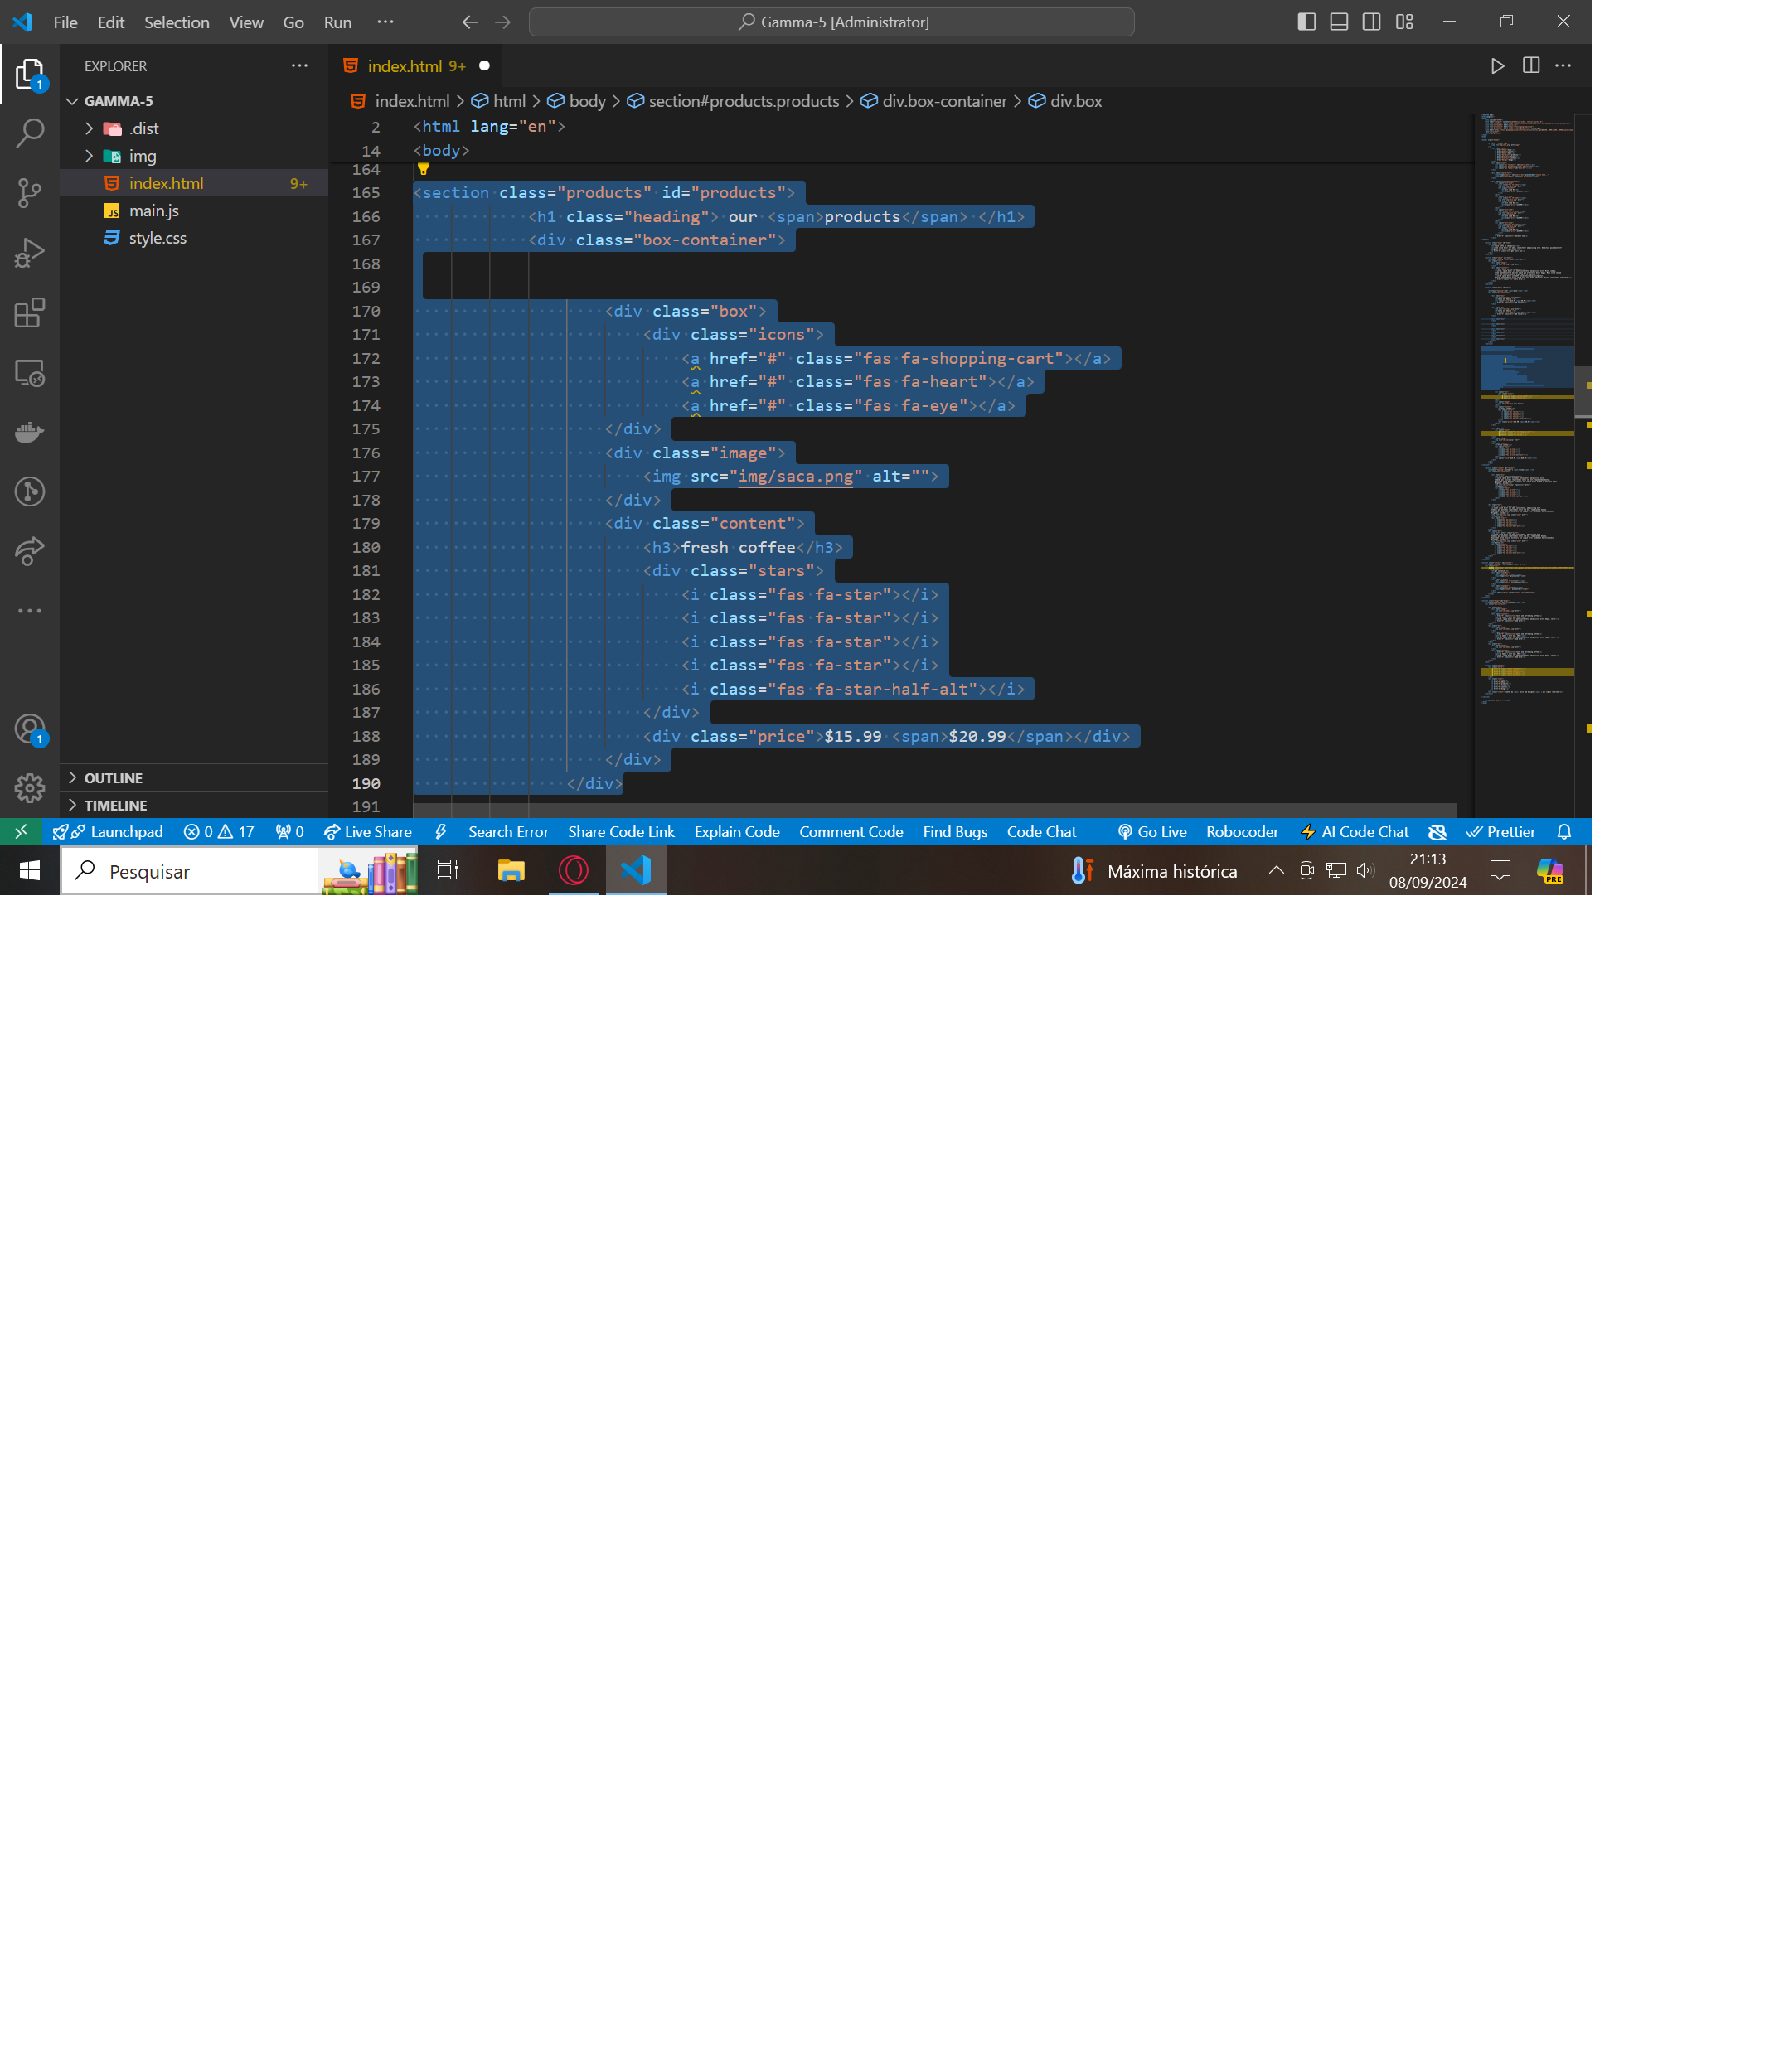 File Edit Selection View Go Run ··· Gamma-5 [Administrator]
EXPLORER ···
1
index.html 9+
GAMMA-5
.dist
img
index.html 9+
main.js
style.css
1
OUTLINE
TIMELINE
index.html > html > body > section#products.products > div.box-container > div.box
2 <html lang="en">
14 <body>
164
165 <section class="products" id="products">
166 <h1 class="heading"> our <span>products</span> </h1>
167 <div class="box-container">
168
169
170 <div class="box">
171 <div class="icons">
172 <a href="#" class="fas fa-shopping-cart"></a>
173 <a href="#" class="fas fa-heart"></a>
174 <a href="#" class="fas fa-eye"></a>
175 </div>
176 <div class="image">
177 <img src="img/saca.png" alt="">
178 </div>
179 <div class="content">
180 <h3>fresh coffee</h3>
181 <div class="stars">
182 <i class="fas fa-star"></i>
183 <i class="fas fa-star"></i>
184 <i class="fas fa-star"></i>
185 <i class="fas fa-star"></i>
186 <i class="fas fa-star-half-alt"></i>
187 </div>
188 <div class="price">$15.99 <span>$20.99</span></div>
189 </div>
190 </div>
191
Launchpad 0 17 0 Live Share Search Error Share Code Link Explain Code Comment Code Find Bugs Code Chat Go Live Robocoder AI Code Chat Prettier
Pesquisar Máxima histórica 21:13
08/09/2024
PRE